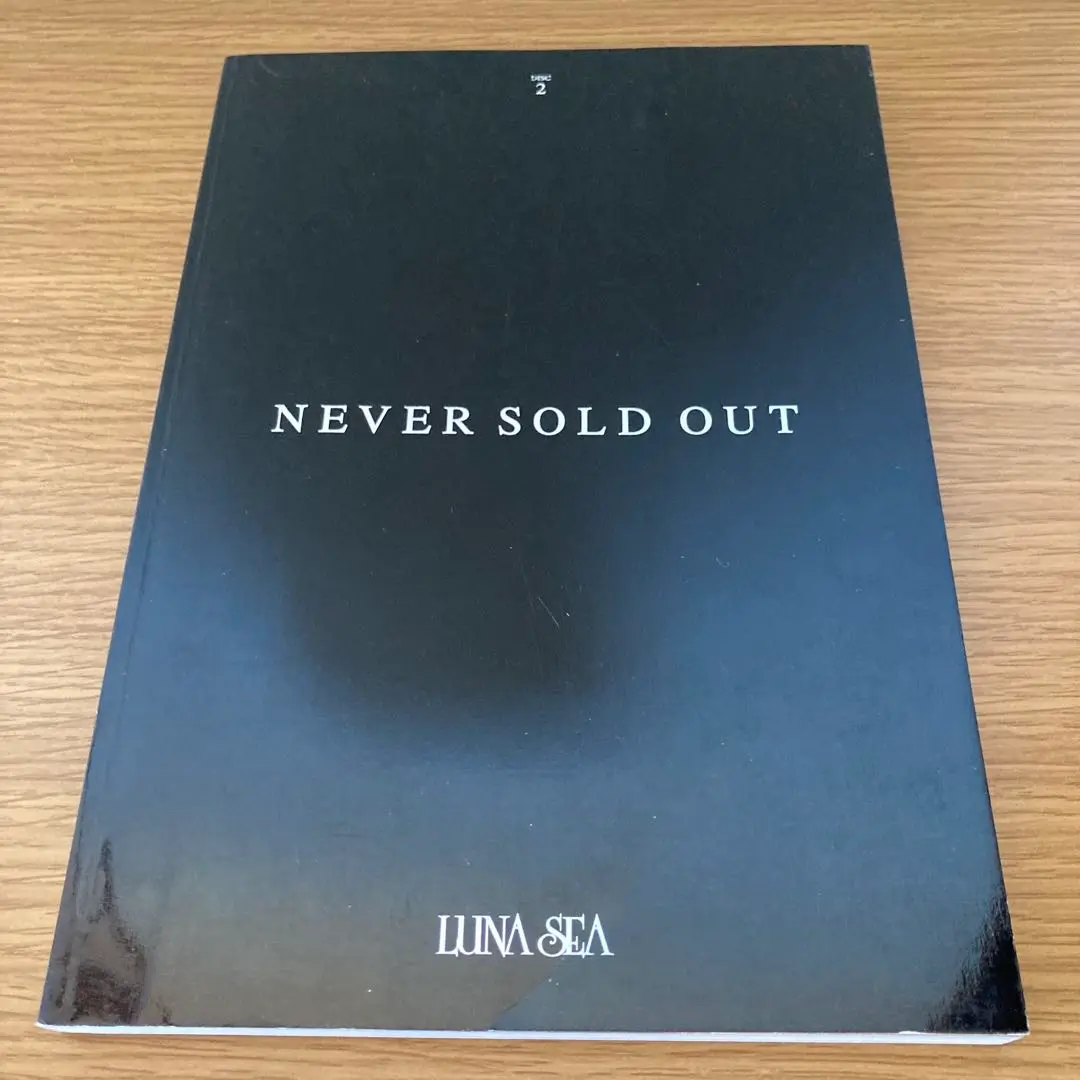 DISC
2
NEVER SOLD OUT
LUNA SEA